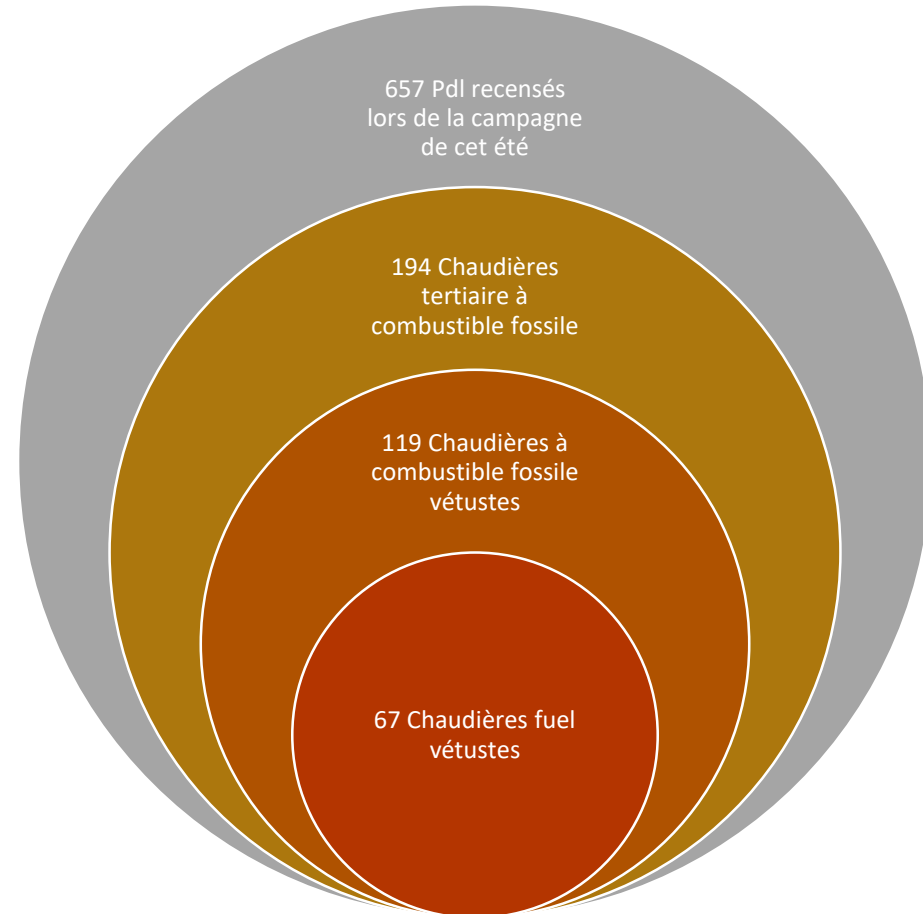 657 Pdl recensés
lors de la campagne
de cet été
194 Chaudières
tertiaire à
combustible fossile
119 Chaudières à
combustible fossile
vétustes
67 Chaudières fuel
vétustes